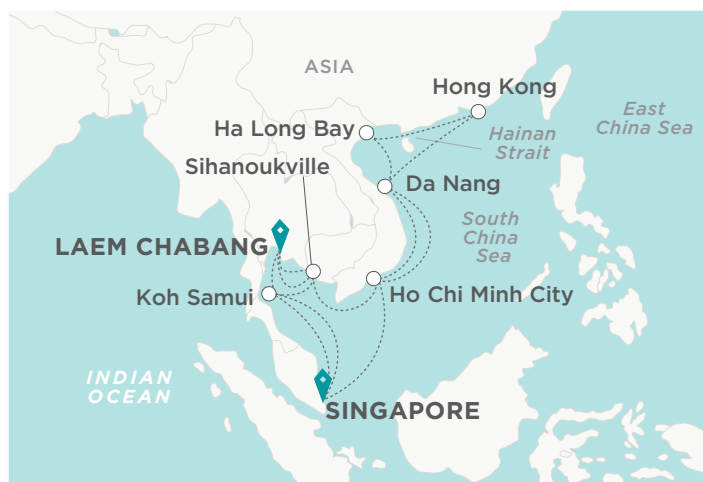 ASIA
Hong Kong
East
China Sea
Ha Long Bay
Hainan
Strait
Sihanoukville
Da Nang
South
China
Sea
LAEM CHABANG
Koh Samui
Ho Chi Minh City
INDIAN
OCEAN
SINGAPORE